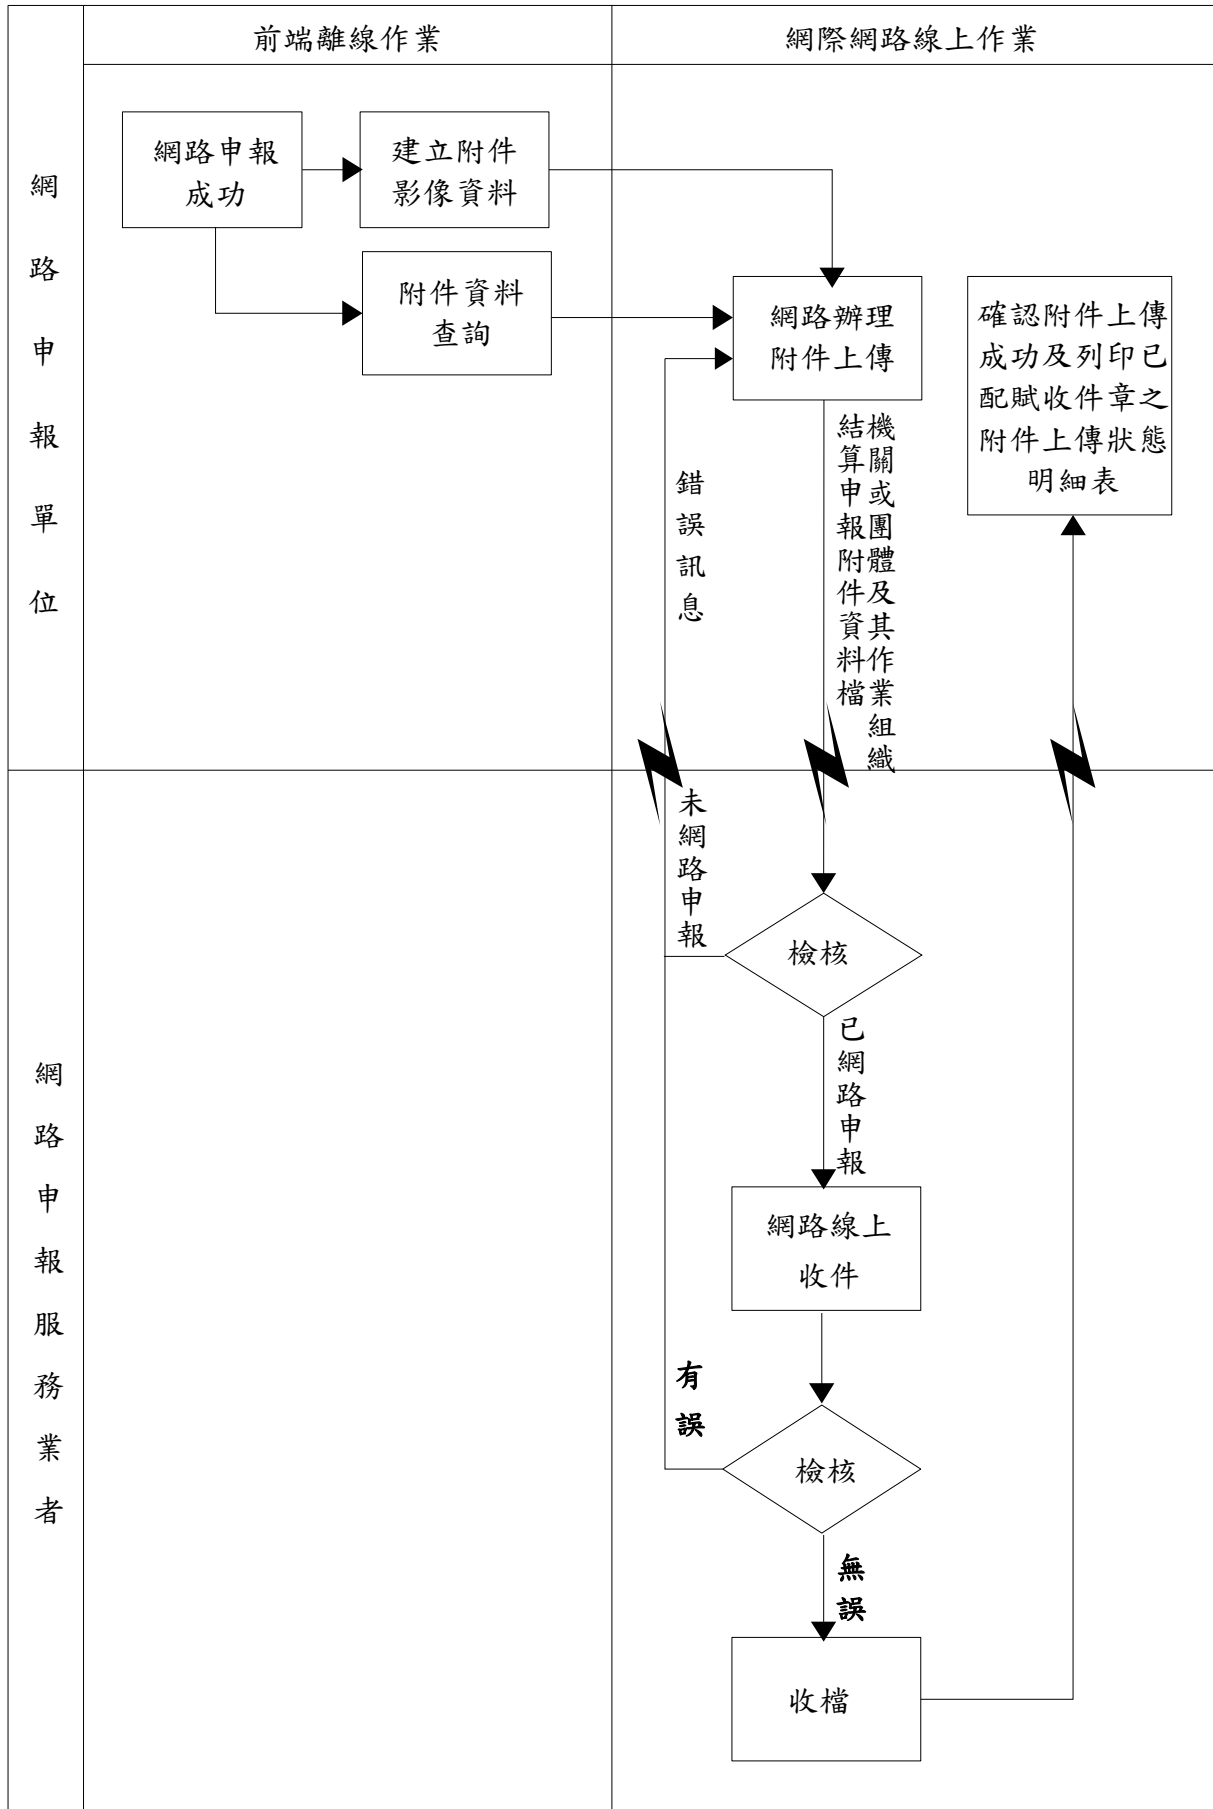 前端離線作業
網際網路線上作業
網路申報單位
網路申報
成功
建立附件
影像資料
附件資料
查詢
網路辦理
附件上傳
確認附件上傳
成功及列印已
配賦收件章之
附件上傳狀態
明細表
錯誤訊息
機關或團體及其作業組織
結算申報附件資料檔
網路申報服務業者
未網路申報
檢核
已網路申報
網路線上
收件
有誤
檢核
無誤
收檔